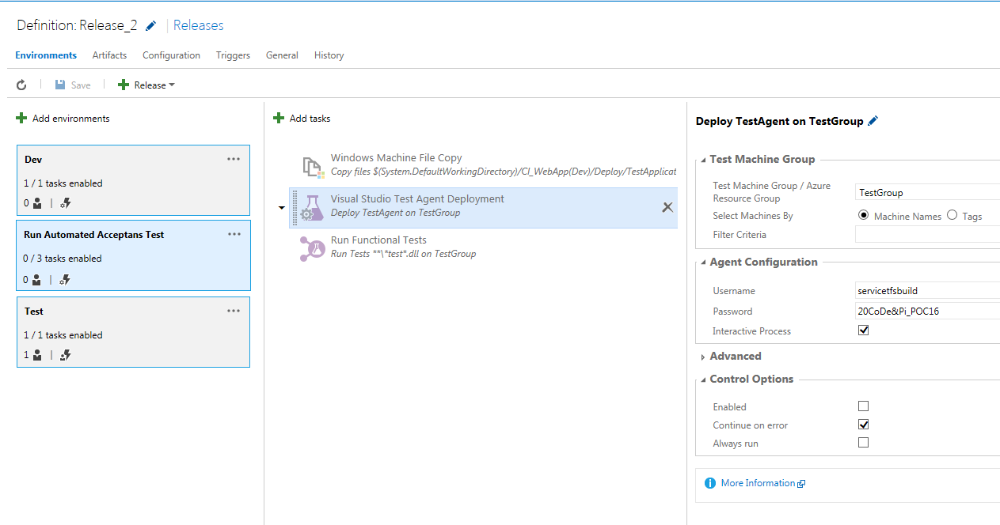 Definition: Release_2 | Releases
Environments Artifacts Configuration Triggers General History
Save Release
Add environments
Dev
1 / 1 tasks enabled
0
Run Automated Acceptans Test
0 / 3 tasks enabled
0
Test
1 / 1 tasks enabled
1
Add tasks
Windows Machine File Copy
Copy files $(System.DefaultWorkingDirectory)/CI_WebApp(Dev)/Deploy/TestApplicat
Visual Studio Test Agent Deployment
Deploy TestAgent on TestGroup
Run Functional Tests
Run Tests **\*test*.dll on TestGroup
Deploy TestAgent on TestGroup
Test Machine Group
Test Machine Group / Azure
Resource Group
TestGroup
Select Machines By Machine Names Tags
Filter Criteria
Agent Configuration
Username servicetfsbuild
Password 20CoDe&Pi_POC16
Interactive Process
Advanced
Control Options
Enabled
Continue on error
Always run
More Information